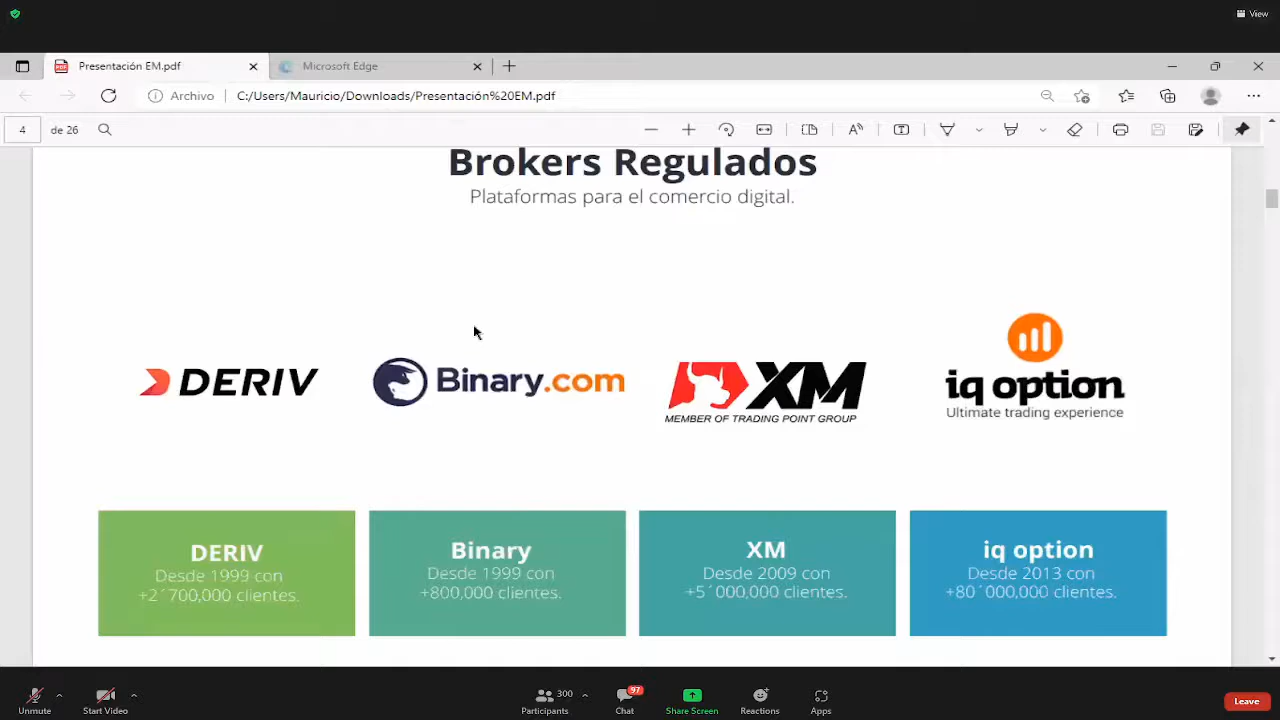 View
Presentación EM.pdf
Microsoft Edge
Archivo
C:/Users/Mauricio/Downloads/Presentación%20EM.pdf
4 de 26
Brokers Regulados
Plataformas para el comercio digital.
DERIV
Binary.com
XM
MEMBER OF TRADING POINT GROUP
iq option
Ultimate trading experience
DERIV
Desde 1999 con
+2´700,000 clientes.
Binary
Desde 1999 con
+800,000 clientes.
XM
Desde 2009 con
+5´000,000 clientes.
iq option
Desde 2013 con
+80´000,000 clientes.
Unmute
Start Video
300
Participants
97
Chat
Share Screen
Reactions
Apps
Leave